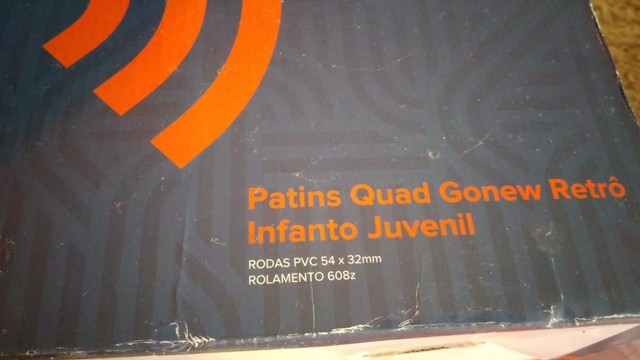 Patins Quad Gonew Retrô
Infanto Juvenil
RODAS PVC 54 x 32mm
ROLAMENTO 608z